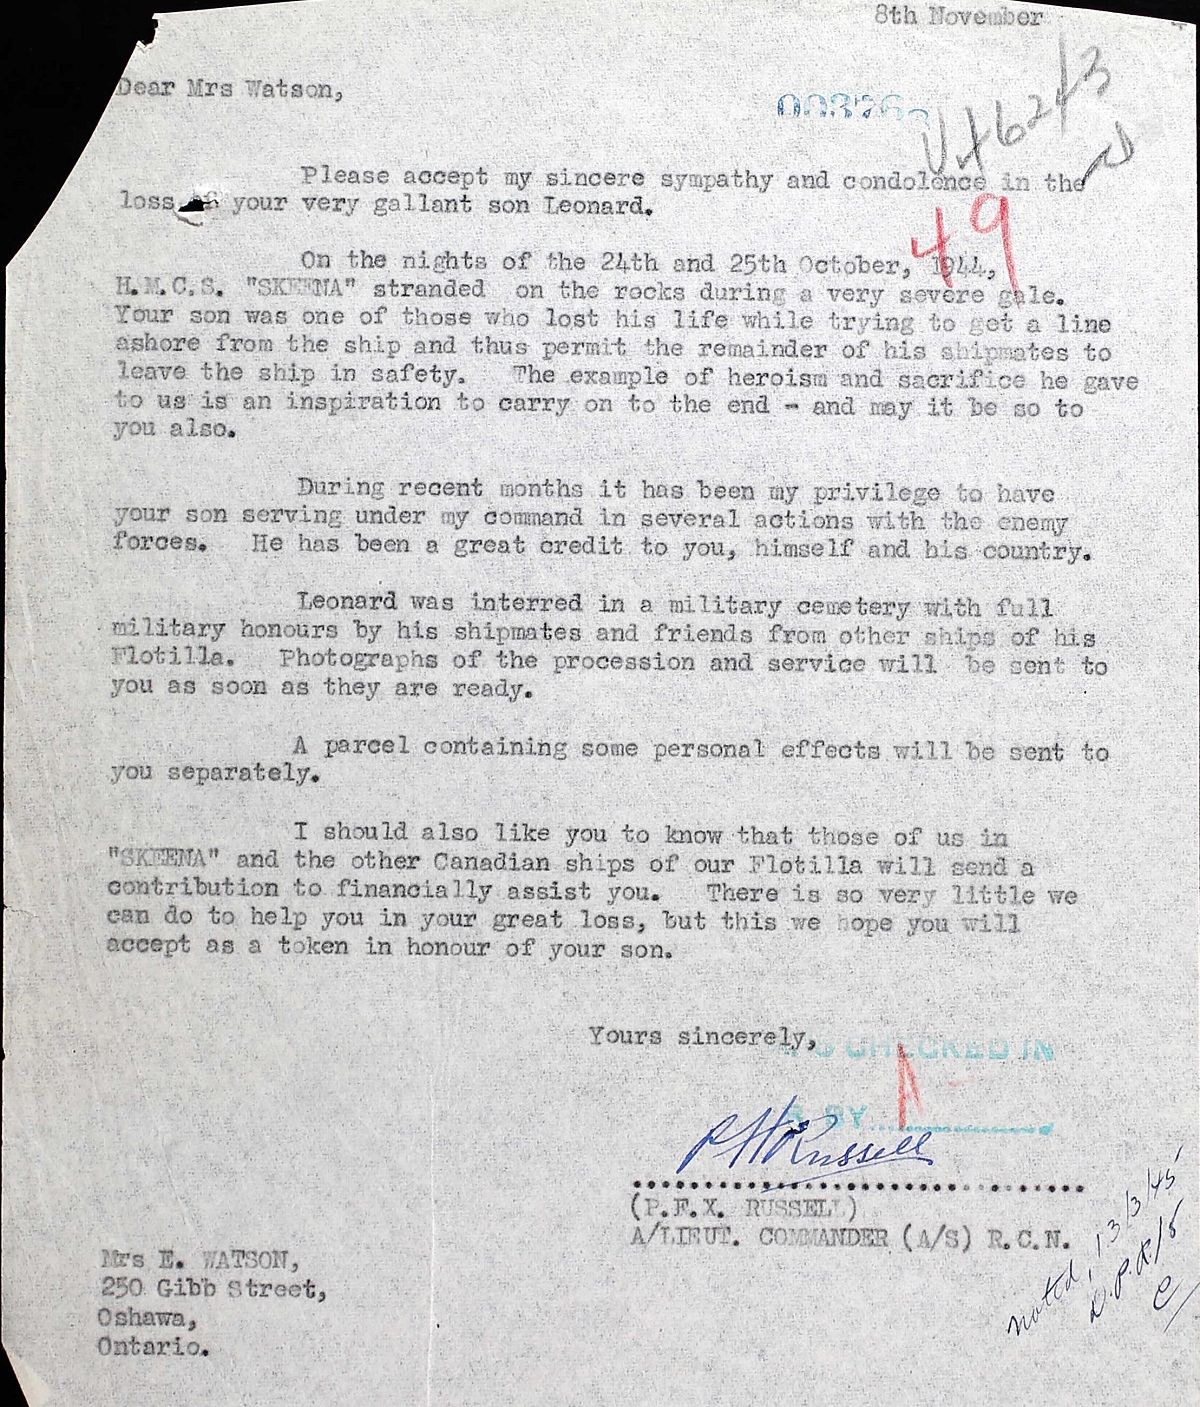 8th November
Dear Mrs Watson,
V.46243
Please accept my sincere sympathy and condolence in the
loss your very gallant son Leonard.
49
On the nights of the 24th and 25th October, 1944,
H.M.C.S. "SKEENA" stranded on the rocks during a very severe gale.
Your son was one of those who lost his life while trying to get a line
ashore from the ship and thus permit the remainder of his shipmates to
leave the ship in safety. The example of heroism and sacrifice he gave
to us is an inspiration to carry on to the end - and may it be so to
you also.
During recent months it has been my privilege to have
your son serving under my command in several actions with the enemy
forces. He has been a great credit to you, himself and his country.
Leonard was interred in a military cemetery with full
military honours by his shipmates and friends from other ships of his
Flotilla. Photographs of the procession and service will be sent to
you as soon as they are ready.
A parcel containing some personal effects will be sent to
you separately.
I should also like you to know that those of us in
"SKEENA" and the other Canadian ships of our Flotilla will send a
contribution to financially assist you. There is so very little we
can do to help you in your great loss, but this we hope you will
accept as a token in honour of your son.
Yours sincerely,
CHECKED IN
BY
Russell
(P.F.X. RUSSELL)
A/LIEUT. COMMANDER (A/S) R.C.N.
noted, 13/3/45
Mrs E. WATSON,
250 Gibb Street,
Oshawa,
Ontario.